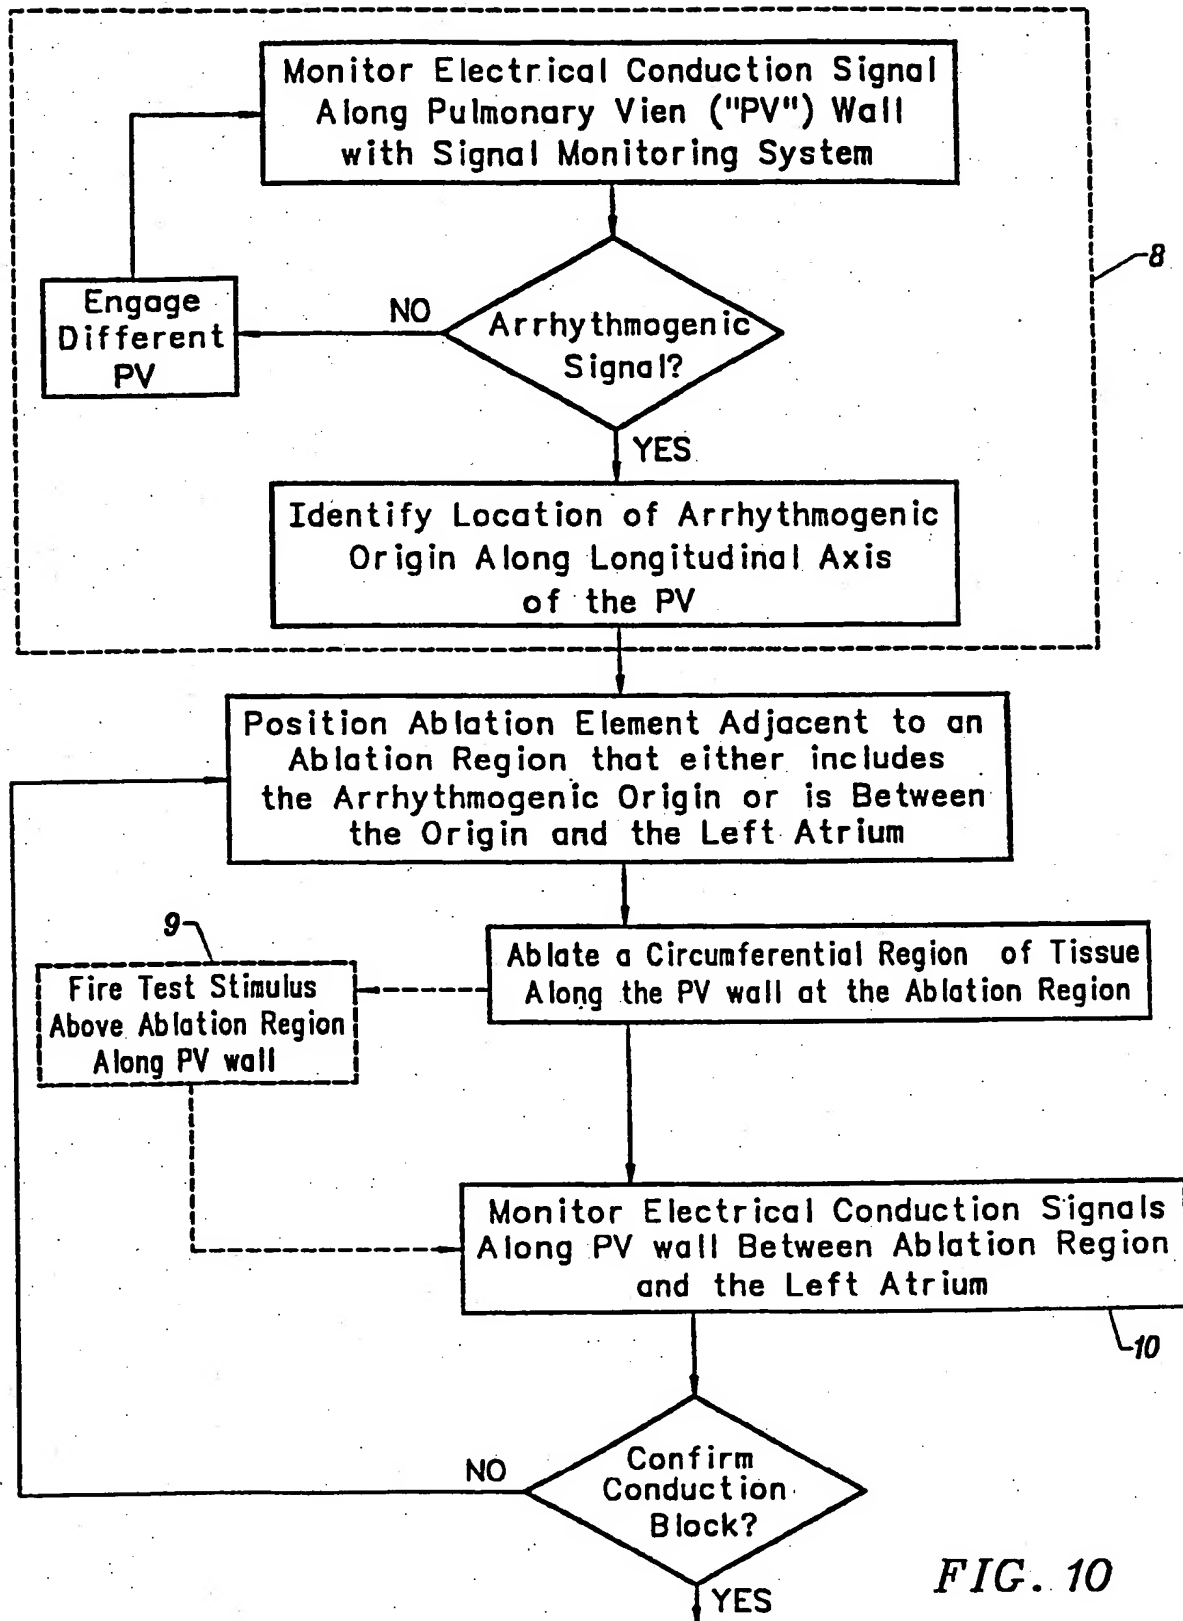 Monitor Electrical Conduction Signal
Along Pulmonary Vien ("PV") Wall
with Signal Monitoring System
8
Engage
Different
PV
NO
Arrhythmogenic
Signal?
YES
Identify Location of Arrhythmogenic
Origin Along Longitudinal Axis
of the PV
Position Ablation Element Adjacent to an
Ablation Region that either includes
the Arrhythmogenic Origin or is Between
the Origin and the Left Atrium
9
Fire Test Stimulus
Above Ablation Region
Along PV wall
Ablate a Circumferential Region of Tissue
Along the PV wall at the Ablation Region
Monitor Electrical Conduction Signals
Along PV wall Between Ablation Region
and the Left Atrium
10
NO
Confirm
Conduction
Block?
YES
FIG. 10